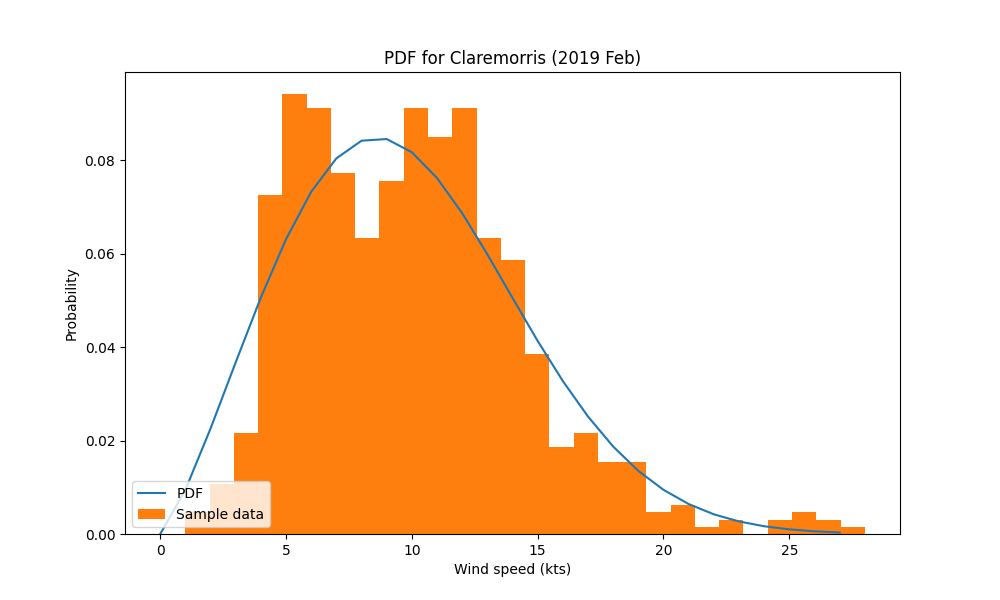 PDF for Claremorris (2019 Feb)
Probability
0.08
0.06
0.04
0.02
0.00
PDF
Sample data
0 5 10 15 20 25
Wind speed (kts)